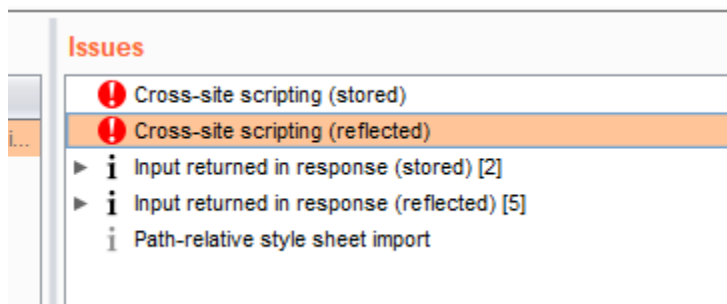 Issues
Cross-site scripting (stored)
i...
Cross-site scripting (reflected)
Input returned in response (stored) [2]
Input returned in response (reflected) [5]
Path-relative style sheet import